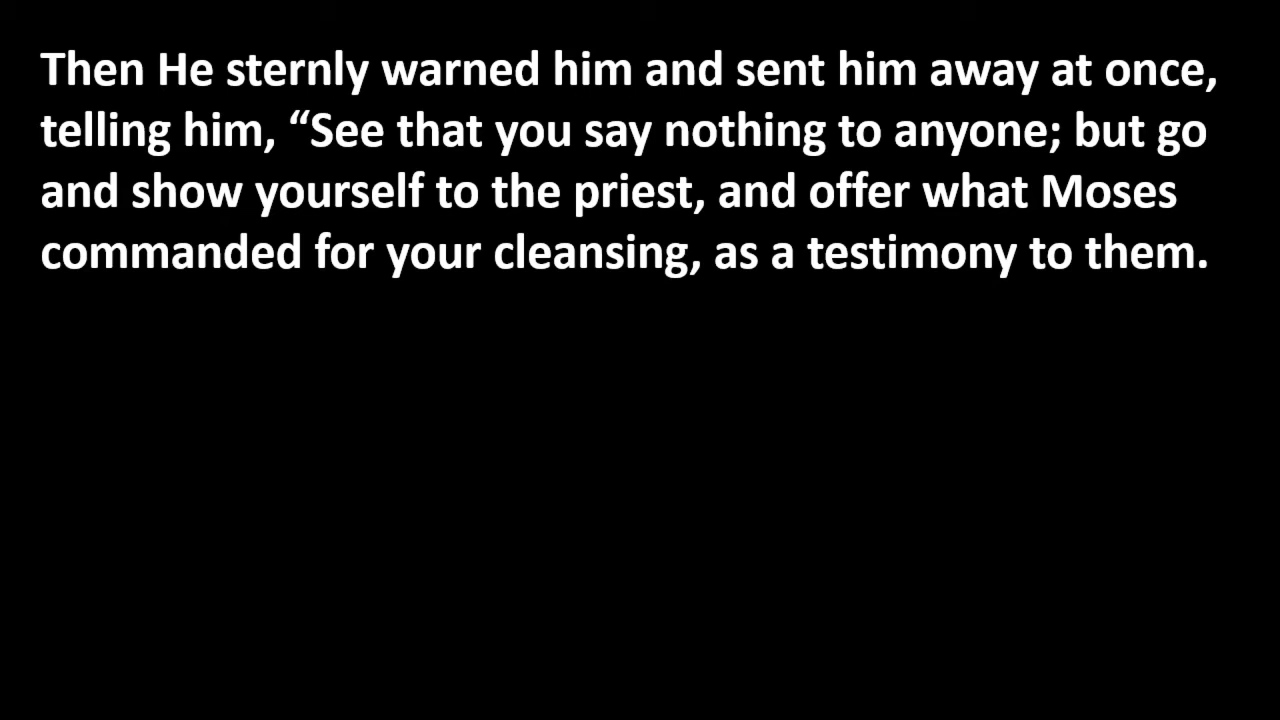 Then He sternly warned him and sent him away at once,
telling him, “See that you say nothing to anyone; but go
and show yourself to the priest, and offer what Moses
commanded for your cleansing, as a testimony to them.